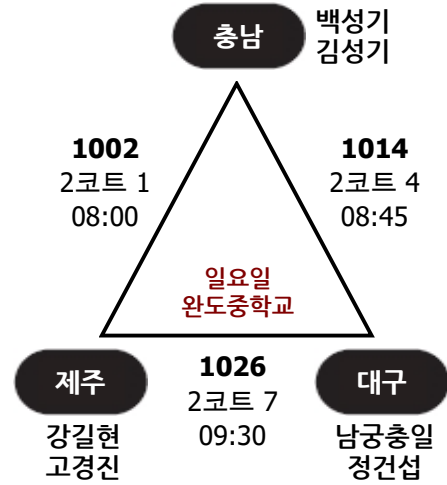 충남
백성기
김성기
1002
2코트 1
08:00
1014
2코트 4
08:45
일요일
완도중학교
제주
강길현
고경진
1026
2코트 7
09:30
대구
남궁충일
정건섭